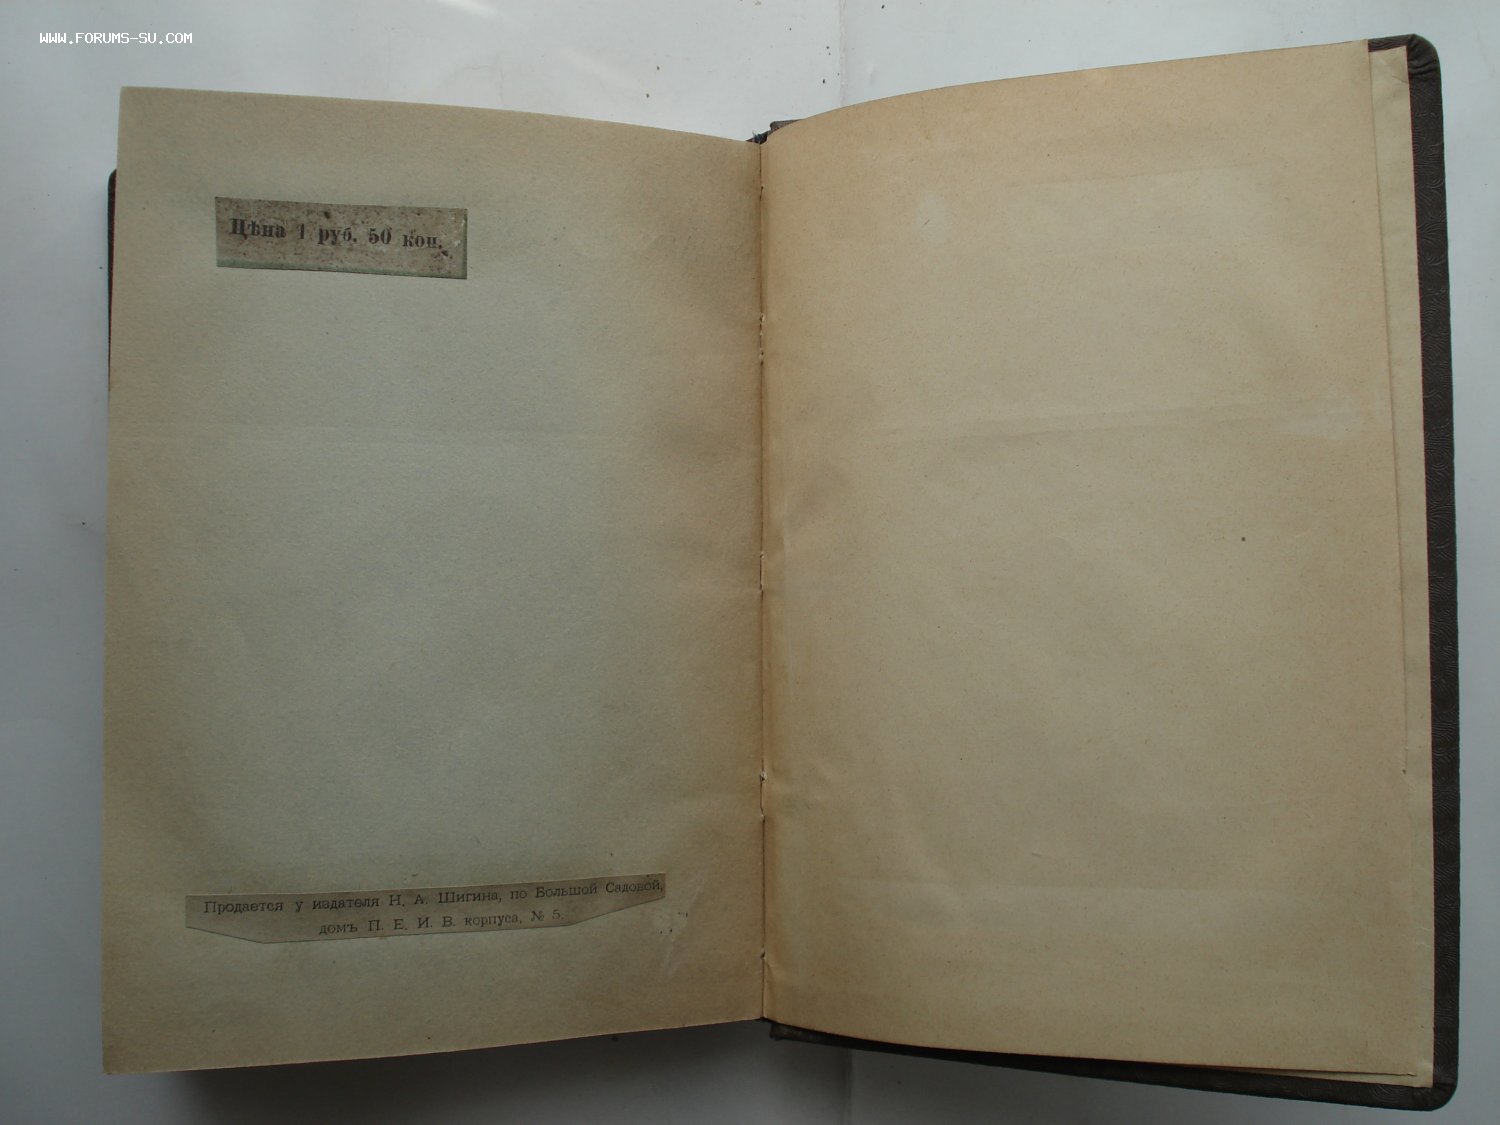 WWW.FORUMS-SU.COM
Цѣна 1 руб. 50 коп.
Продается у издателя Н. А. Шигина, по Большой Садовой,
домъ П. Е. И. В. корпуса, № 5.